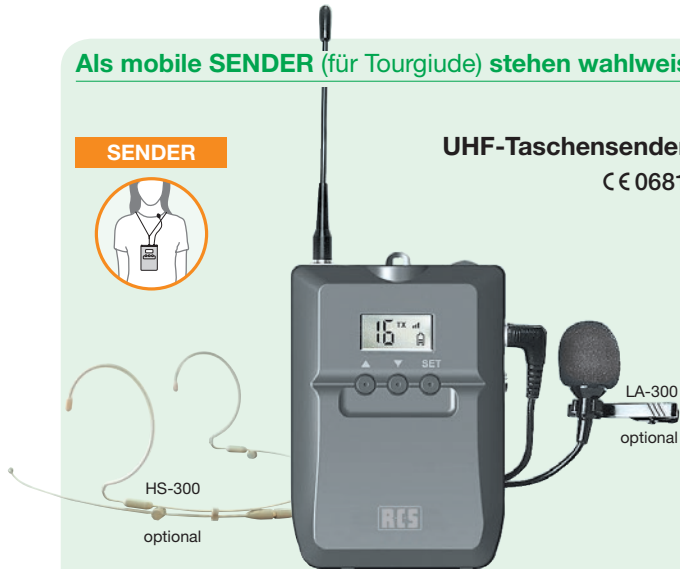 Als mobile SENDER (für Tourgiude) stehen wahlweis
SENDER
UHF-Taschensender
CE 0681
16 TX
SET
LA-300
optional
HS-300
optional
RCS